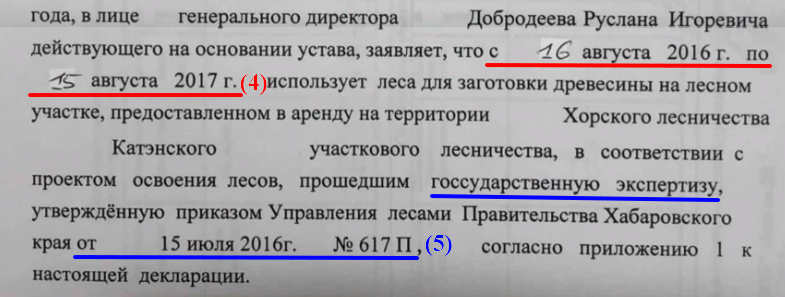 года, в лице генерального директора Добродеева Руслана Игоревича
действующего на основании устава, заявляет, что с 16 августа 2016 г. по
15 августа 2017 г. (4) использует леса для заготовки древесины на лесном
участке, предоставленном в аренду на территории Хорского лесничества
Катэнского участкового лесничества, в соответствии с
проектом освоения лесов, прошедшим госсударственную экспертизу,
утверждённую приказом Управления лесами Правительства Хабаровского
края от 15 июля 2016г. № 617 П , (5) согласно приложению 1 к
настоящей декларации.